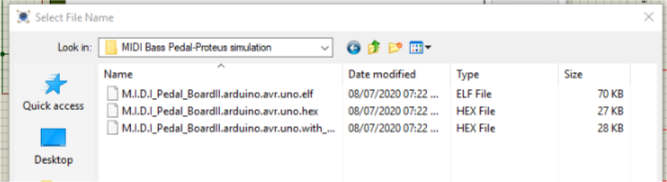 Select File Name
Look in: MIDI Bass Pedal-Proteus simulation
Name Date modified Type Size
M.I.D.I_Pedal_BoardII.arduino.avr.uno.elf 08/07/2020 07:22 ... ELF File 70 KB
M.I.D.I_Pedal_BoardII.arduino.avr.uno.hex 08/07/2020 07:22 ... HEX File 27 KB
M.I.D.I_Pedal_BoardII.arduino.avr.uno.with_... 08/07/2020 07:22 ... HEX File 28 KB
Quick access
Desktop